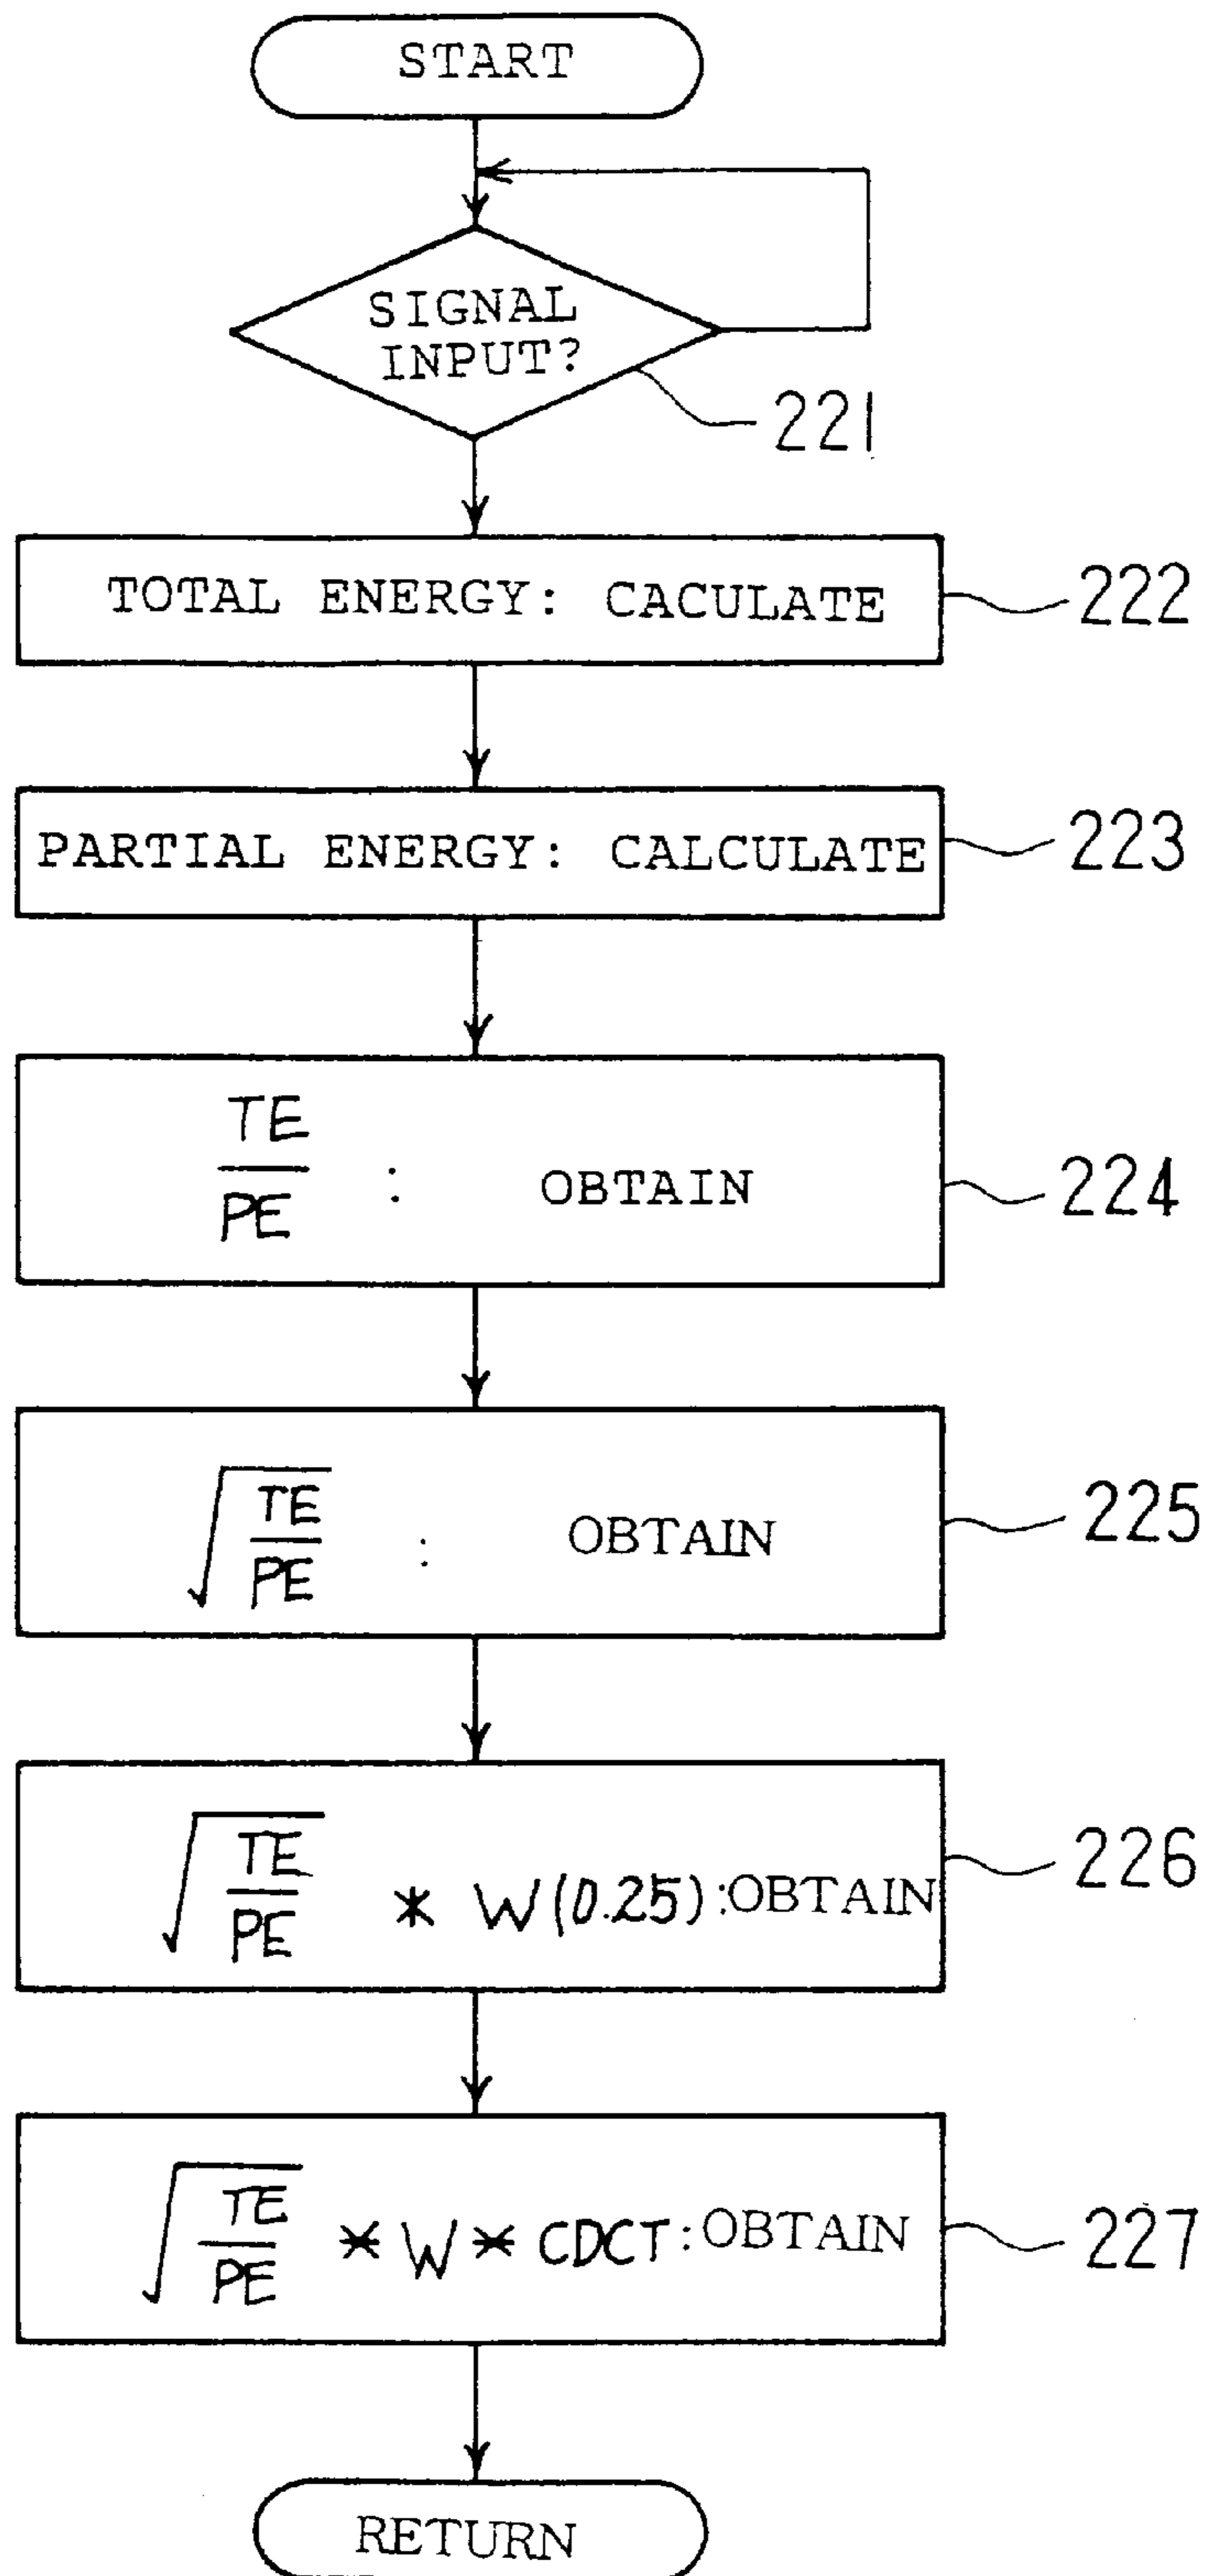 START
SIGNAL
INPUT?
221
TOTAL ENERGY: CACULATE
222
PARTIAL ENERGY: CALCULATE
223
TE
PE
: OBTAIN
224
√ TE
PE
: OBTAIN
225
√ TE
PE
* W(0.25):OBTAIN
226
√ TE
PE
* W * CDCT:OBTAIN
227
RETURN